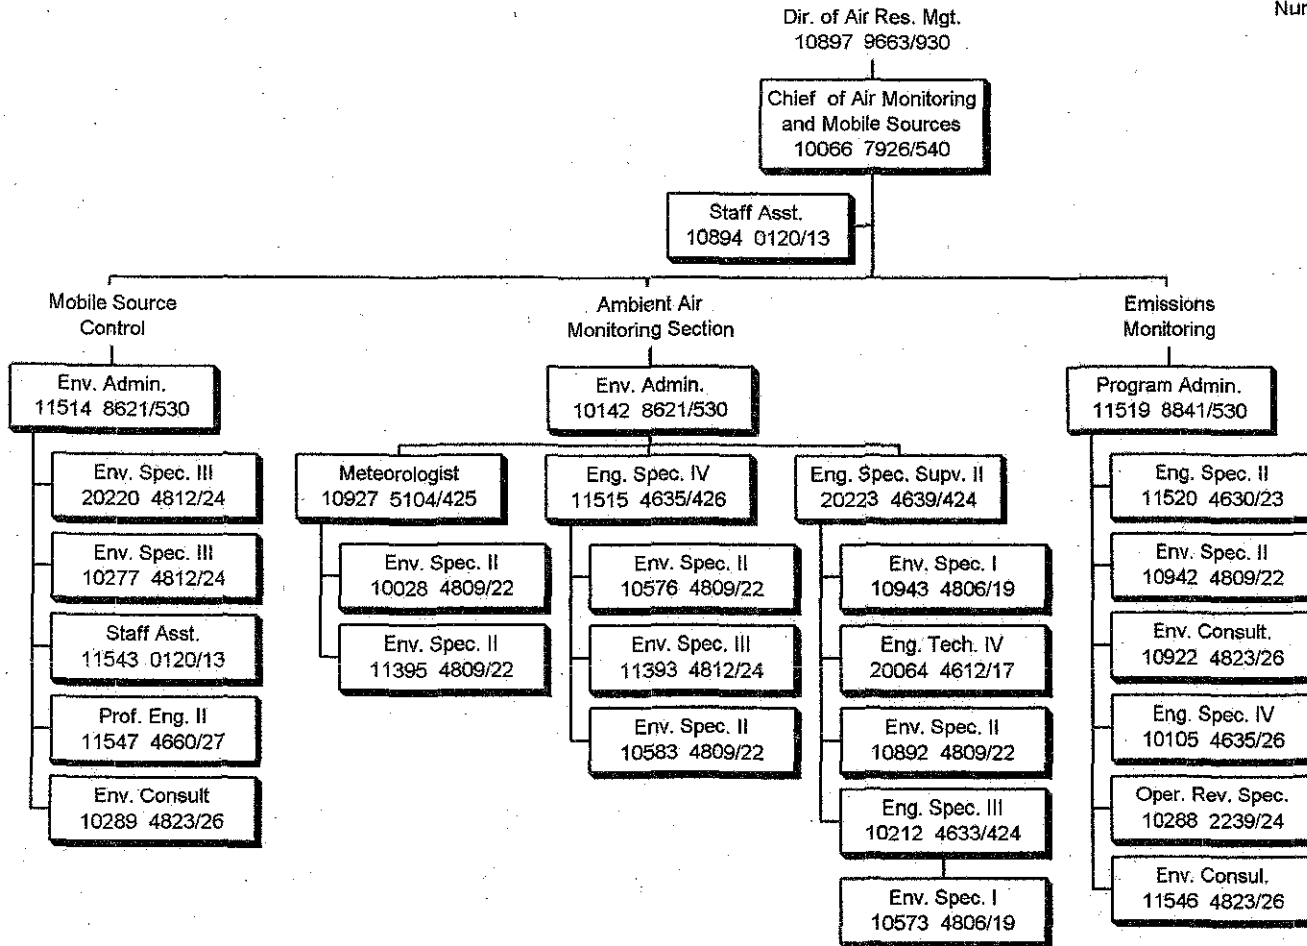 Nur
Dir. of Air Res. Mgt.
10897 9663/930
Chief of Air Monitoring
and Mobile Sources
10066 7926/540
Staff Asst.
10894 0120/13
Mobile Source
Control
Env. Admin.
11514 8621/530
Env. Spec. III
20220 4812/24
Env. Spec. III
10277 4812/24
Staff Asst.
11543 0120/13
Prof. Eng. II
11547 4660/27
Env. Consult
10289 4823/26
Ambient Air
Monitoring Section
Env. Admin.
10142 8621/530
Meteorologist
10927 5104/425
Env. Spec. II
10028 4809/22
Env. Spec. II
11395 4809/22
Eng. Spec. IV
11515 4635/426
Env. Spec. II
10576 4809/22
Env. Spec. III
11393 4812/24
Env. Spec. II
10583 4809/22
Eng. Spec. Supv. II
20223 4639/424
Env. Spec. I
10943 4806/19
Eng. Tech. IV
20064 4612/17
Env. Spec. II
10892 4809/22
Eng. Spec. III
10212 4633/424
Env. Spec. I
10573 4806/19
Emissions
Monitoring
Program Admin.
11519 8841/530
Eng. Spec. II
11520 4630/23
Env. Spec. II
10942 4809/22
Env. Consult.
10922 4823/26
Eng. Spec. IV
10105 4635/26
Oper. Rev. Spec.
10288 2239/24
Env. Consul.
11546 4823/26